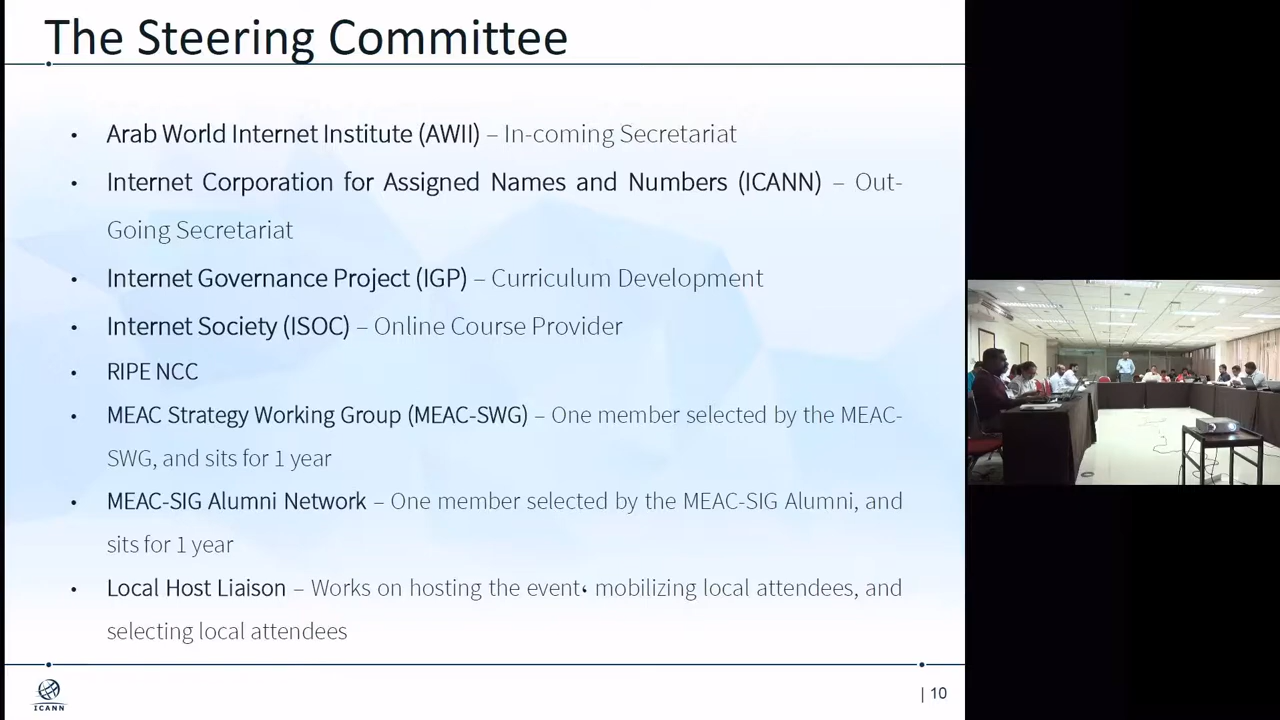 The Steering Committee
• Arab World Internet Institute (AWII) – In-coming Secretariat
• Internet Corporation for Assigned Names and Numbers (ICANN) – Out-
Going Secretariat
• Internet Governance Project (IGP) – Curriculum Development
• Internet Society (ISOC) – Online Course Provider
• RIPE NCC
• MEAC Strategy Working Group (MEAC-SWG) – One member selected by the MEAC-
SWG, and sits for 1 year
• MEAC-SIG Alumni Network – One member selected by the MEAC-SIG Alumni, and
sits for 1 year
• Local Host Liaison – Works on hosting the event، mobilizing local attendees, and
selecting local attendees
ICANN
| 10